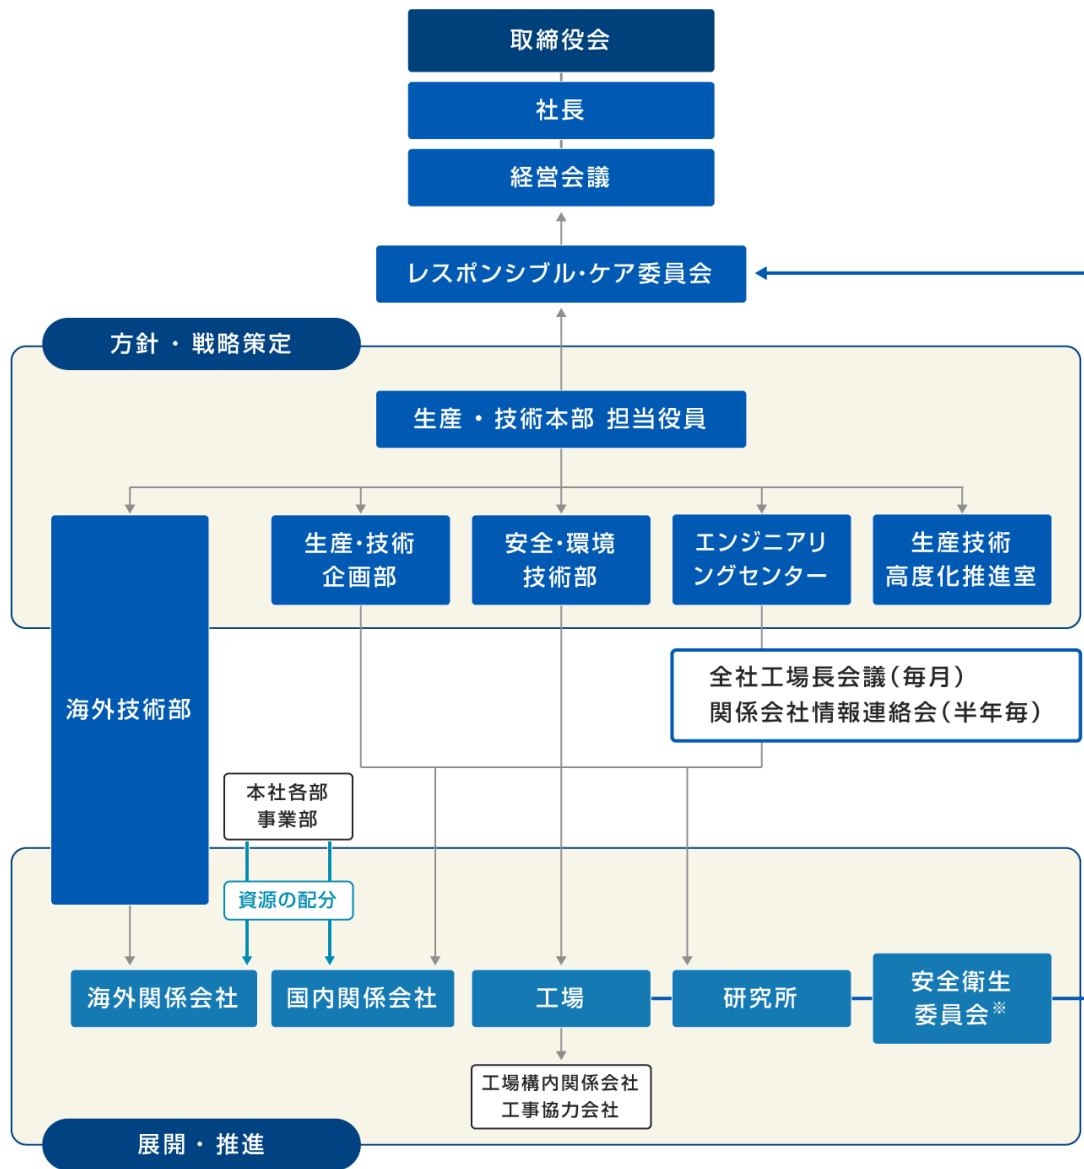 取締役会
社長
経営会議
レスポンシブル・ケア委員会
方針・戦略策定
生産・技術本部 担当役員
生産・技術
企画部
安全・環境
技術部
エンジニアリ
ングセンター
生産技術
高度化推進室
海外技術部
全社工場長会議（毎月）
関係会社情報連絡会（半年毎）
本社各部
事業部
資源の配分
海外関係会社
国内関係会社
工場
研究所
安全衛生
委員会※
工場構内関係会社
工事協力会社
展開・推進